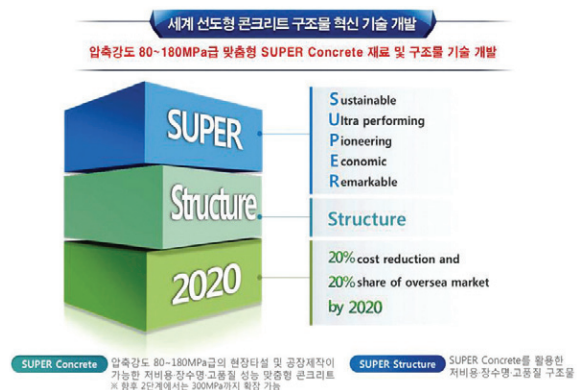 세계 선도형 콘크리트 구조물 혁신 기술 개발
압축강도 80~180MPa급 맞춤형 SUPER Concrete 재료 및 구조물 기술 개발
SUPER
Sustainable
Ultra performing
Pioneering
Economic
Remarkable
Structure
Structure
2020
20% cost reduction and
20% share of oversea market
by 2020
SUPER Concrete
압축강도 80~180MPa급의 현장타설 및 공장제작이
가능한 저비용·장수명·고품질 성능 맞춤형 콘크리트
※ 향후 2단계에서는 300MPa까지 확장 가능
SUPER Structure
SUPER Concrete를 활용한
저비용·장수명·고품질 구조물